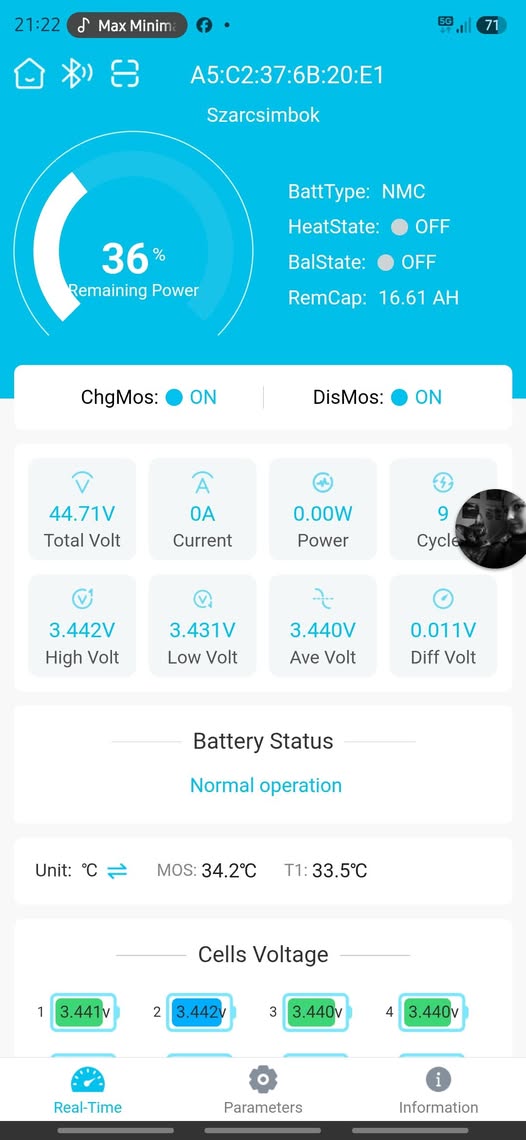 21:22 Max Minim 5G 71
A5:C2:37:6B:20:E1
Szarcsimbok
36%
Remaining Power
BattType: NMC
HeatState: OFF
BalState: OFF
RemCap: 16.61 AH
ChgMos: ON DisMos: ON
44.71V 0A 0.00W 9
Total Volt Current Power Cycle
3.442V 3.431V 3.440V 0.011V
High Volt Low Volt Ave Volt Diff Volt
Battery Status
Normal operation
Unit: ℃ MOS: 34.2℃ T1: 33.5℃
Cells Voltage
1 3.441v 2 3.442v 3 3.440v 4 3.440v
Real-Time Parameters Information